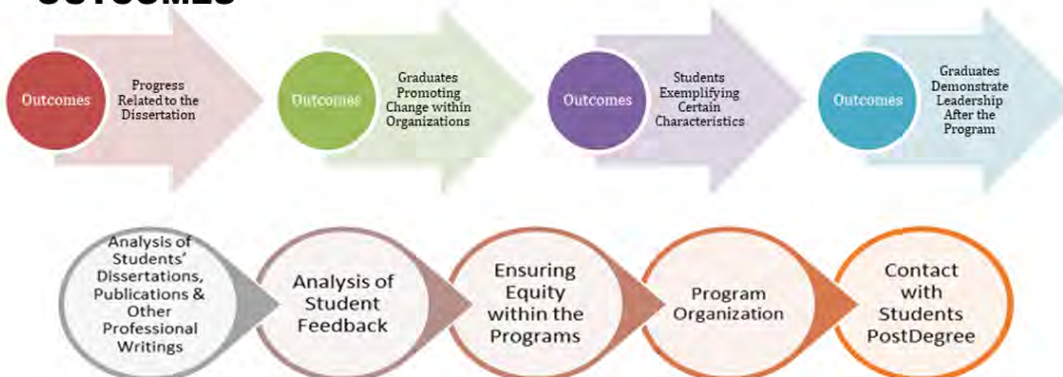 OUTCOMES
Outcomes
Progress
Related to the
Dissertation
Outcomes
Graduates
Promoting
Change within
Organizations
Outcomes
Students
Exemplifying
Certain
Characteristics
Outcomes
Graduates
Demonstrate
Leadership
After the
Program
Analysis of
Students'
Dissertations,
Publications &
Other
Professional
Writings
Analysis of
Student
Feedback
Ensuring
Equity
within the
Programs
Program
Organization
Contact
with
Students
PostDegree